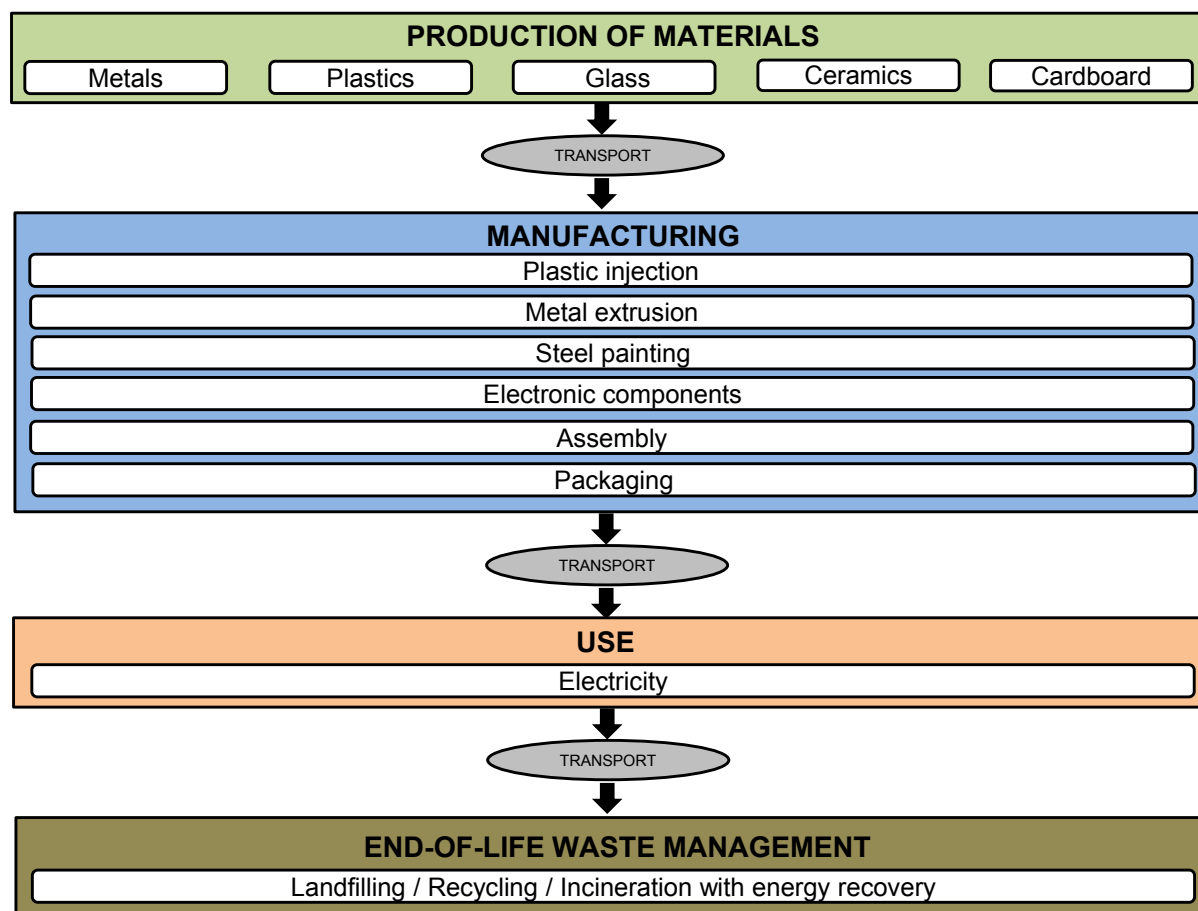 PRODUCTION OF MATERIALS
Metals Plastics Glass Ceramics Cardboard
TRANSPORT
MANUFACTURING
Plastic injection
Metal extrusion
Steel painting
Electronic components
Assembly
Packaging
TRANSPORT
USE
Electricity
TRANSPORT
END-OF-LIFE WASTE MANAGEMENT
Landfilling / Recycling / Incineration with energy recovery